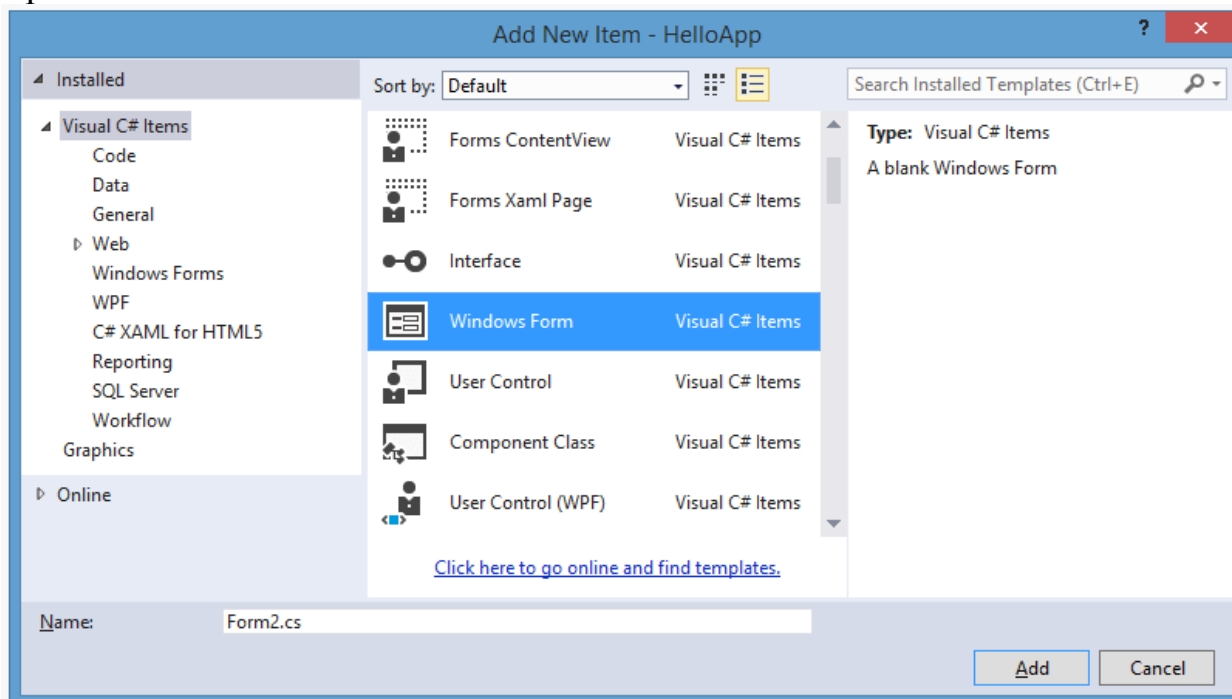 Add New Item - HelloApp
?
Installed
Sort by: Default
Search Installed Templates (Ctrl+E)
Visual C# Items
Code
Data
General
Web
Windows Forms
WPF
C# XAML for HTML5
Reporting
SQL Server
Workflow
Graphics
Online
Forms ContentView Visual C# Items
Forms Xaml Page Visual C# Items
Interface Visual C# Items
Windows Form Visual C# Items
User Control Visual C# Items
Component Class Visual C# Items
User Control (WPF) Visual C# Items
Click here to go online and find templates.
Type: Visual C# Items
A blank Windows Form
Name: Form2.cs
Add Cancel